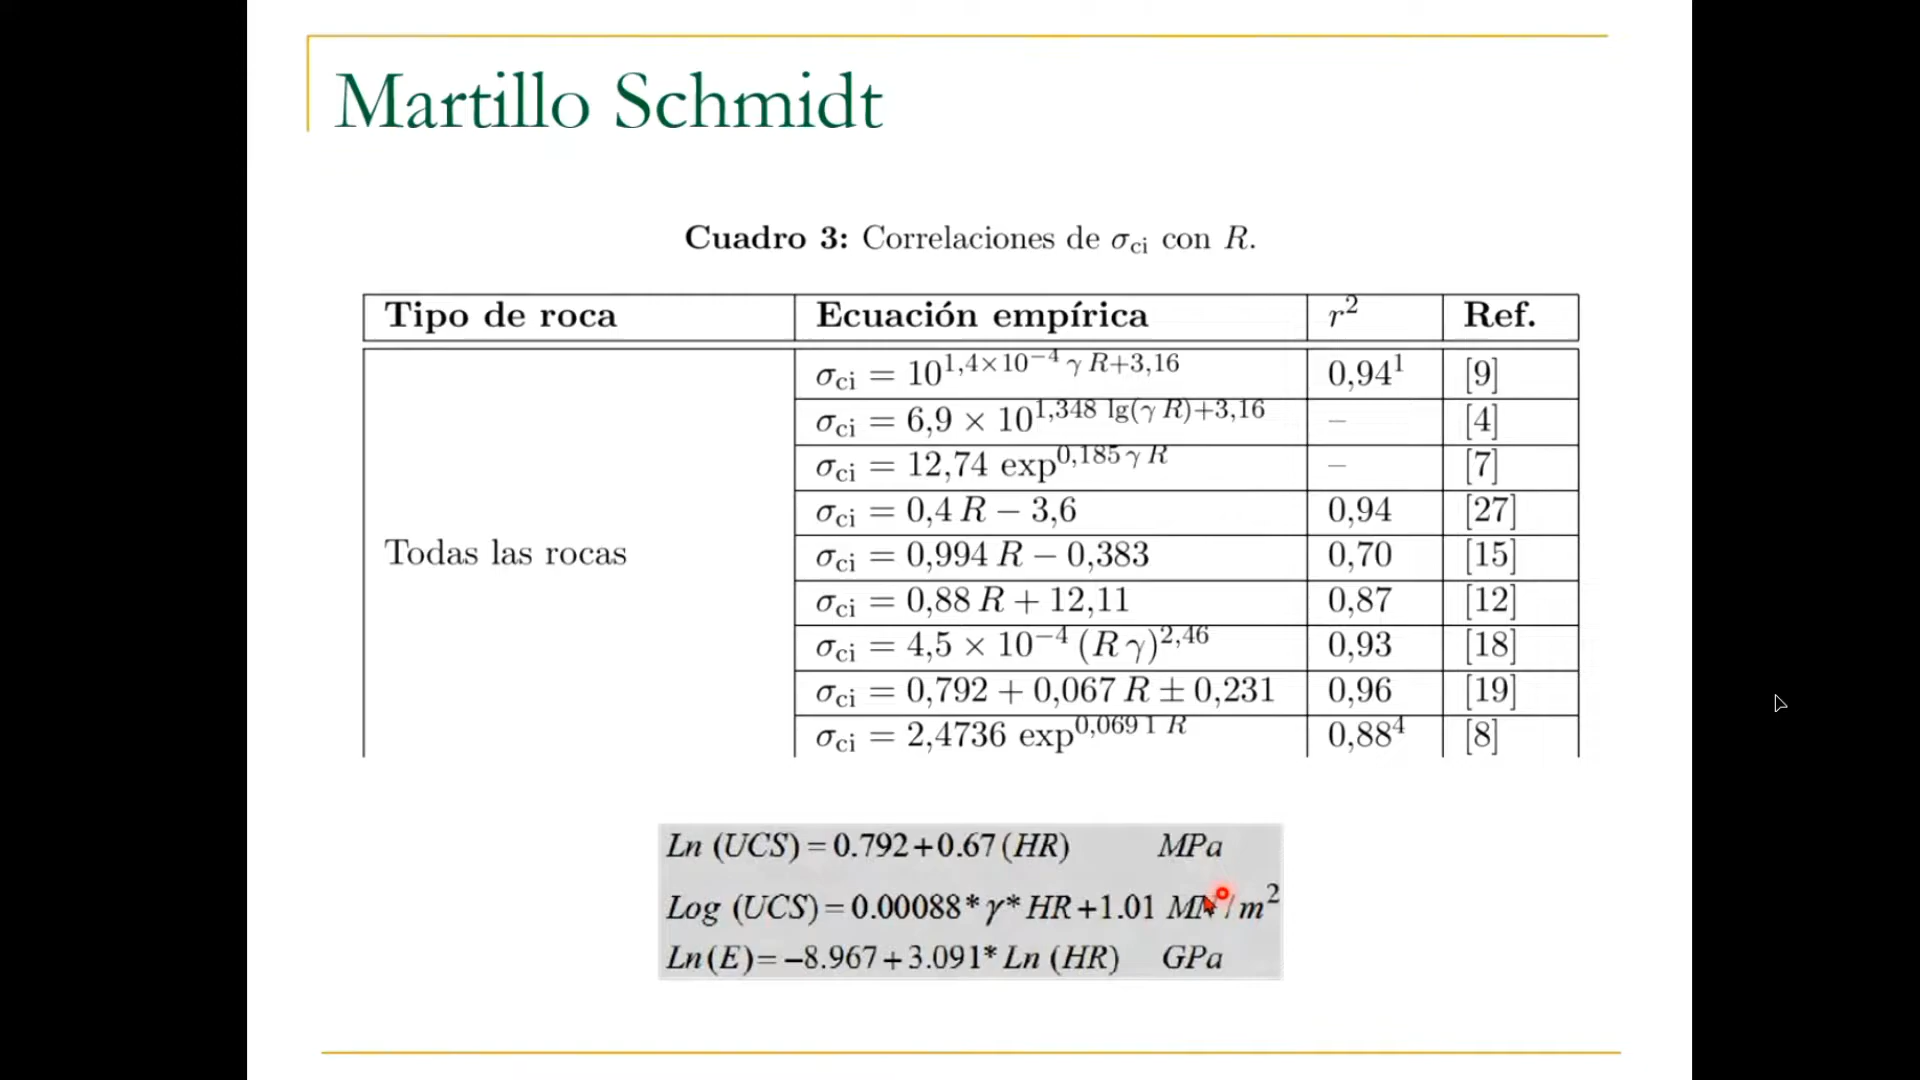 Martillo Schmidt
Cuadro 3: Correlaciones de σci con R.
Tipo de roca Ecuación empírica r² Ref.
σci = 10^1,4×10^−4 γ R+3,16 0,94¹ [9]
σci = 6,9 × 10^1,348 lg(γ R)+3,16 – [4]
σci = 12,74 exp^0,185 γ R – [7]
σci = 0,4 R − 3,6 0,94 [27]
Todas las rocas σci = 0,994 R − 0,383 0,70 [15]
σci = 0,88 R + 12,11 0,87 [12]
σci = 4,5 × 10^−4 (R γ)^2,46 0,93 [18]
σci = 0,792 + 0,067 R ± 0,231 0,96 [19]
σci = 2,4736 exp^0,069 1 R 0,88⁴ [8]
Ln (UCS) = 0.792+0.67 (HR) MPa
Log (UCS) = 0.00088* γ* HR+1.01 /m²
Ln(E)= −8.967+3.091* Ln (HR) GPa